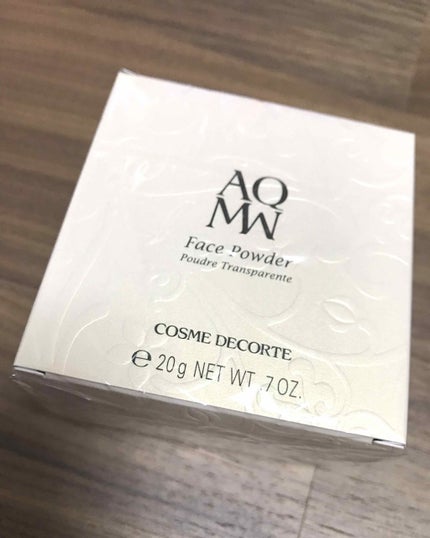 AQ
MW
Face Powder
Poudre Transparente
COSME DECORTE
℮ 20g NET WT .7 OZ.